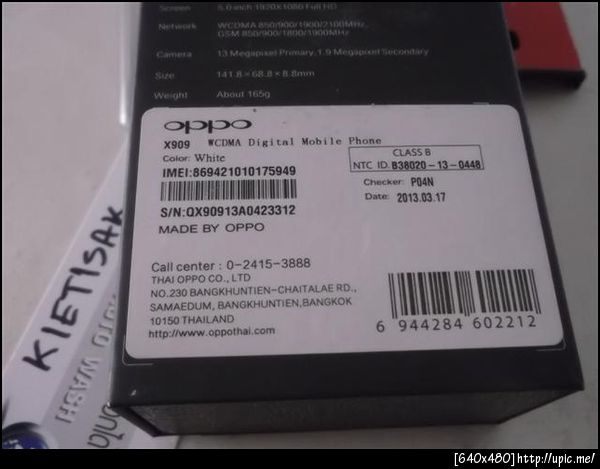 Screen 5.0-inch 1920x1080 Full HD
Network WCDMA 850/900/1900/2100MHz
GSM 850/900/1800/1900MHz
Camera 13 Megapixel Primary, 1.9 Megapixel Secondary
Size 141.8×68.8×8.8mm
Weight About 165g
oppo
X909 WCDMA Digital Mobile Phone
Color: White
CLASS B
NTC ID. B38020-13-0448
IMEI:869421010175949
Checker: P04N
Date: 2013.03.17
S/N:QX90913A0423312
MADE BY OPPO
Call center : 0-2415-3888
THAI OPPO CO., LTD
NO.230 BANGKHUNTIEN-CHAITALAE RD.,
SAMAEDUM, BANGKHUNTIEN,BANGKOK
10150 THAILAND
http://www.oppothai.com
6 944284 602212
KIETISAK
WASH
[640x480]http://upic.me/